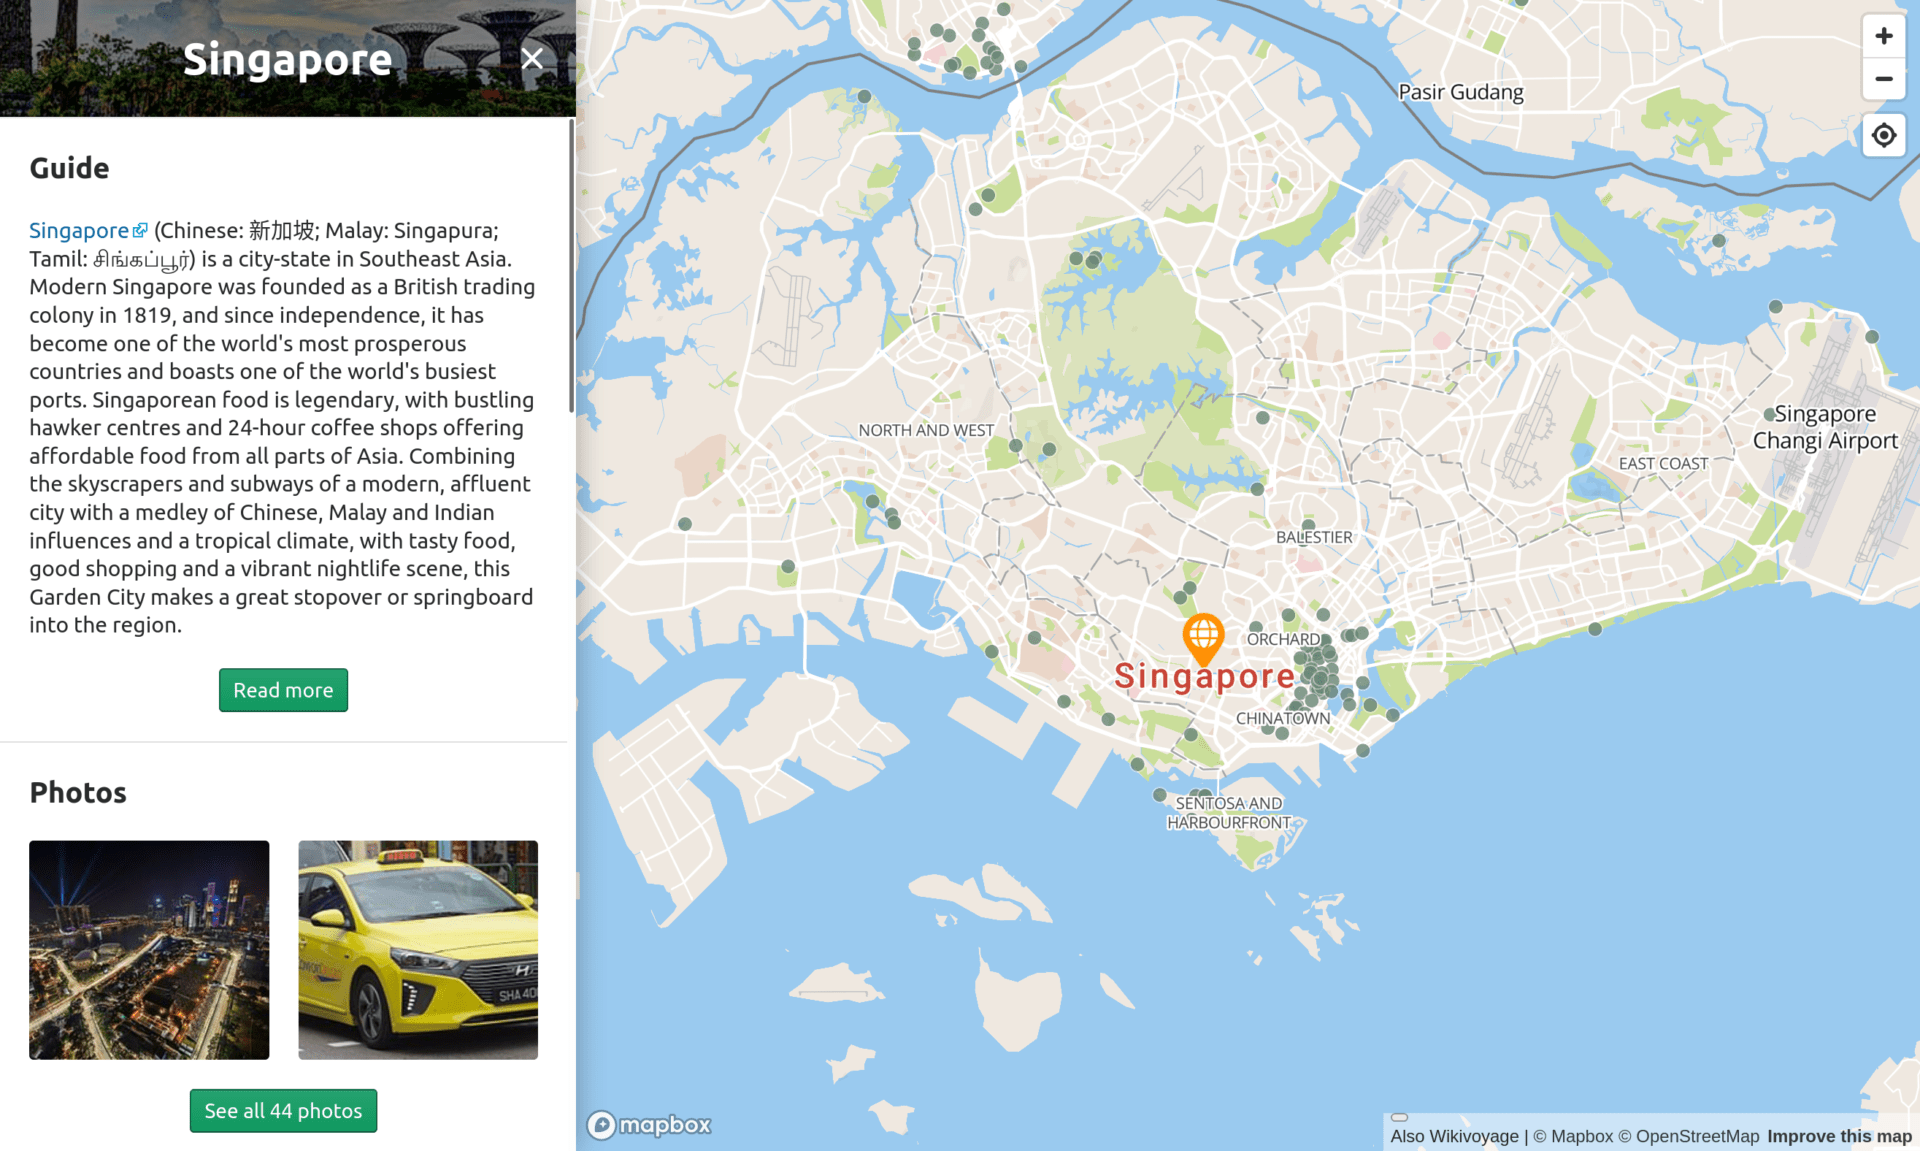 Singapore
Guide
Singapore (Chinese: 新加坡; Malay: Singapura;
Tamil: சிங்கப்பூர்) is a city-state in Southeast Asia.
Modern Singapore was founded as a British trading
colony in 1819, and since independence, it has
become one of the world's most prosperous
countries and boasts one of the world's busiest
ports. Singaporean food is legendary, with bustling
hawker centres and 24-hour coffee shops offering
affordable food from all parts of Asia. Combining
the skyscrapers and subways of a modern, affluent
city with a medley of Chinese, Malay and Indian
influences and a tropical climate, with tasty food,
good shopping and a vibrant nightlife scene, this
Garden City makes a great stopover or springboard
into the region.
Read more
Photos
SHA 40
See all 44 photos
Pasir Gudang
NORTH AND WEST
Singapore
Changi Airport
EAST COAST
BALESTIER
ORCHARD
Singapore
CHINATOWN
SENTOSA AND
HARBOURFRONT
mapbox
Also Wikivoyage | © Mapbox © OpenStreetMap Improve this map